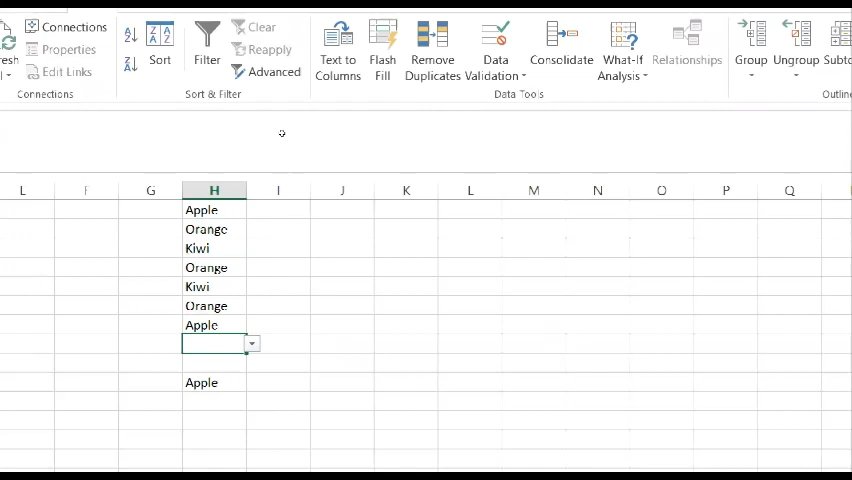 Connections
Properties
Edit Links
Connections
A Z
Z A
Z A
A Z
Sort
Filter
Clear
Reapply
Advanced
Sort & Filter
Text to
Columns
Flash
Fill
Remove
Duplicates
Data
Validation
Consolidate
What-If
Analysis
Relationships
Data Tools
Group
Ungroup
F G H I J K L M N O P Q
Apple
Orange
Kiwi
Orange
Kiwi
Orange
Apple
Apple